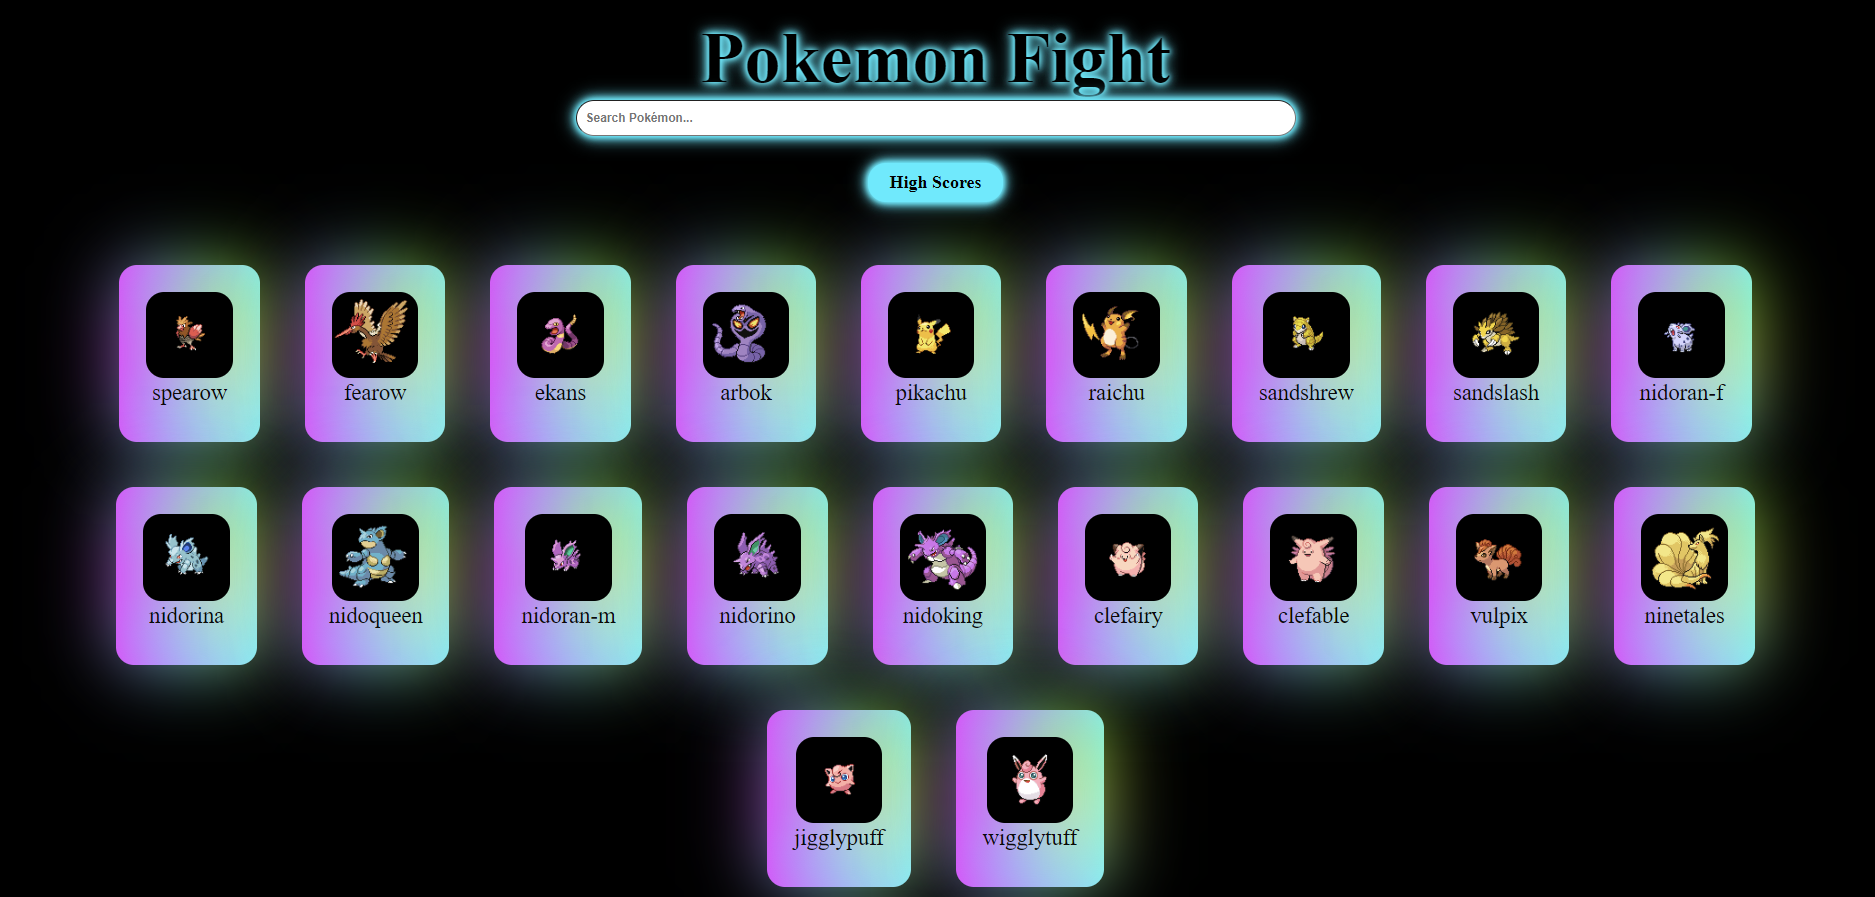 Pokemon Fight
Search Pokémon...
High Scores
spearow fearow ekans arbok pikachu raichu sandshrew sandslash nidoran-f
nidorina nidoqueen nidoran-m nidorino nidoking clefairy clefable vulpix ninetales
jigglypuff wigglytuff